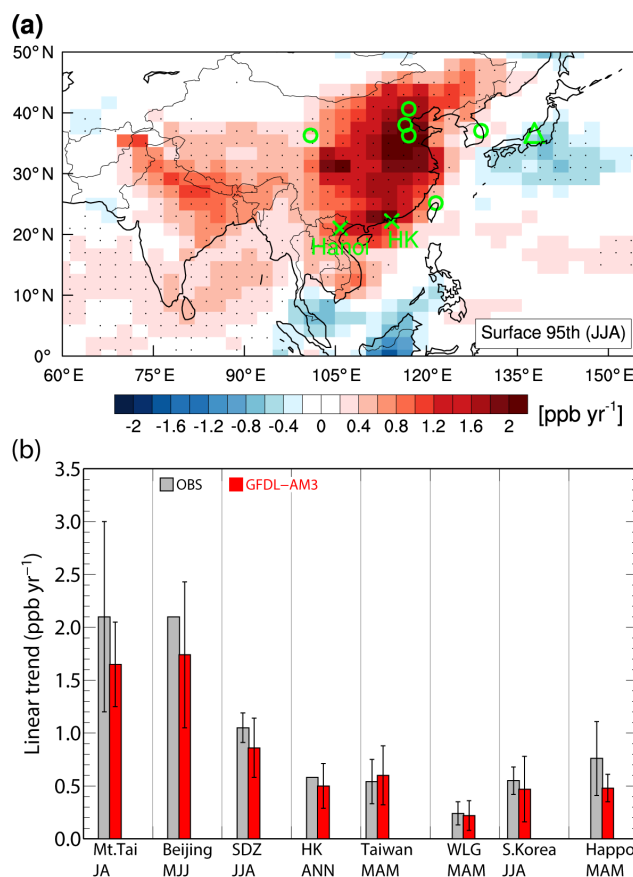 (a)
50° N
40° N
30° N
20° N
10° N
0°
Hanoi
HK
Surface 95th (JJA)
60° E 75° E 90° E 105° E 120° E 135° E 150° E
-2 -1.6 -1.2 -0.8 -0.4 0 0.4 0.8 1.2 1.6 2
[ppb yr⁻¹]
(b)
OBS GFDL−AM3
Linear trend (ppb yr⁻¹)
3.5
3.0
2.5
2.0
1.5
1.0
0.5
0.0
Mt.Tai Beijing SDZ HK Taiwan WLG S.Korea Happo
JA MJJ JJA ANN MAM MAM JJA MAM